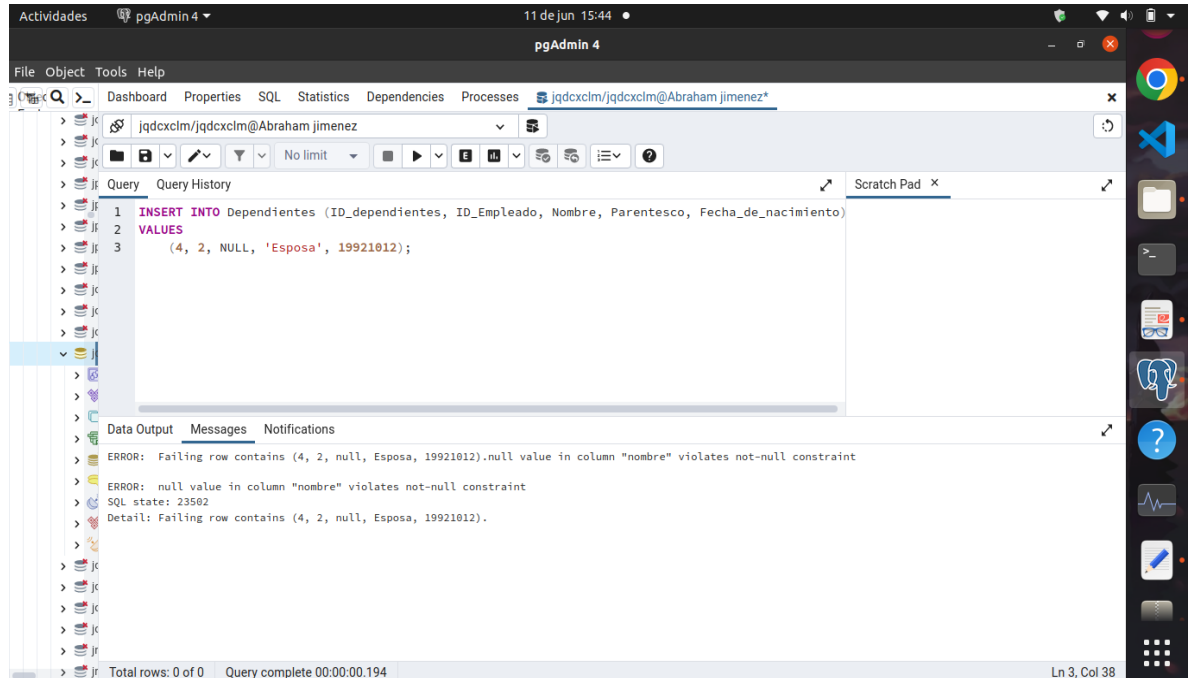 Actividades pgAdmin 4 11 de jun 15:44
pgAdmin 4
File Object Tools Help
Dashboard Properties SQL Statistics Dependencies Processes jqdcxclm/jqdcxclm@Abraham jimenez*
jqdcxclm/jqdcxclm@Abraham jimenez
No limit
Query Query History Scratch Pad
1 INSERT INTO Dependientes (ID_dependientes, ID_Empleado, Nombre, Parentesco, Fecha_de_nacimiento)
2 VALUES
3 (4, 2, NULL, 'Esposa', 19921012);
Data Output Messages Notifications
ERROR: Failing row contains (4, 2, null, Esposa, 19921012).null value in column "nombre" violates not-null constraint
ERROR: null value in column "nombre" violates not-null constraint
SQL state: 23502
Detail: Failing row contains (4, 2, null, Esposa, 19921012).
Total rows: 0 of 0 Query complete 00:00:00.194 Ln 3, Col 38